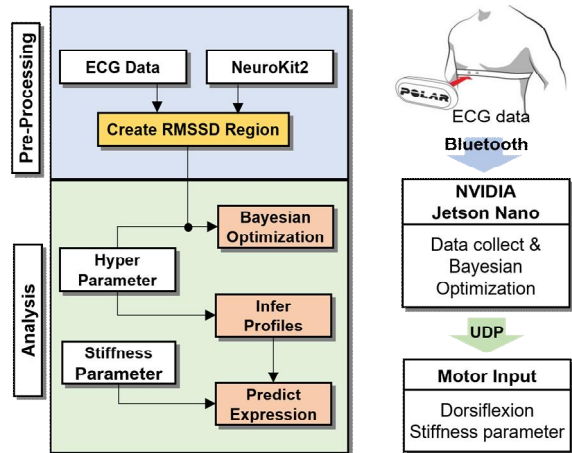 Pre-Processing
ECG Data
NeuroKit2
Create RMSSD Region
Analysis
Bayesian
Optimization
Hyper
Parameter
Infer
Profiles
Stiffness
Parameter
Predict
Expression
POLAR
ECG data
Bluetooth
NVIDIA
Jetson Nano
Data collect &
Bayesian
Optimization
UDP
Motor Input
Dorsiflexion
Stiffness parameter